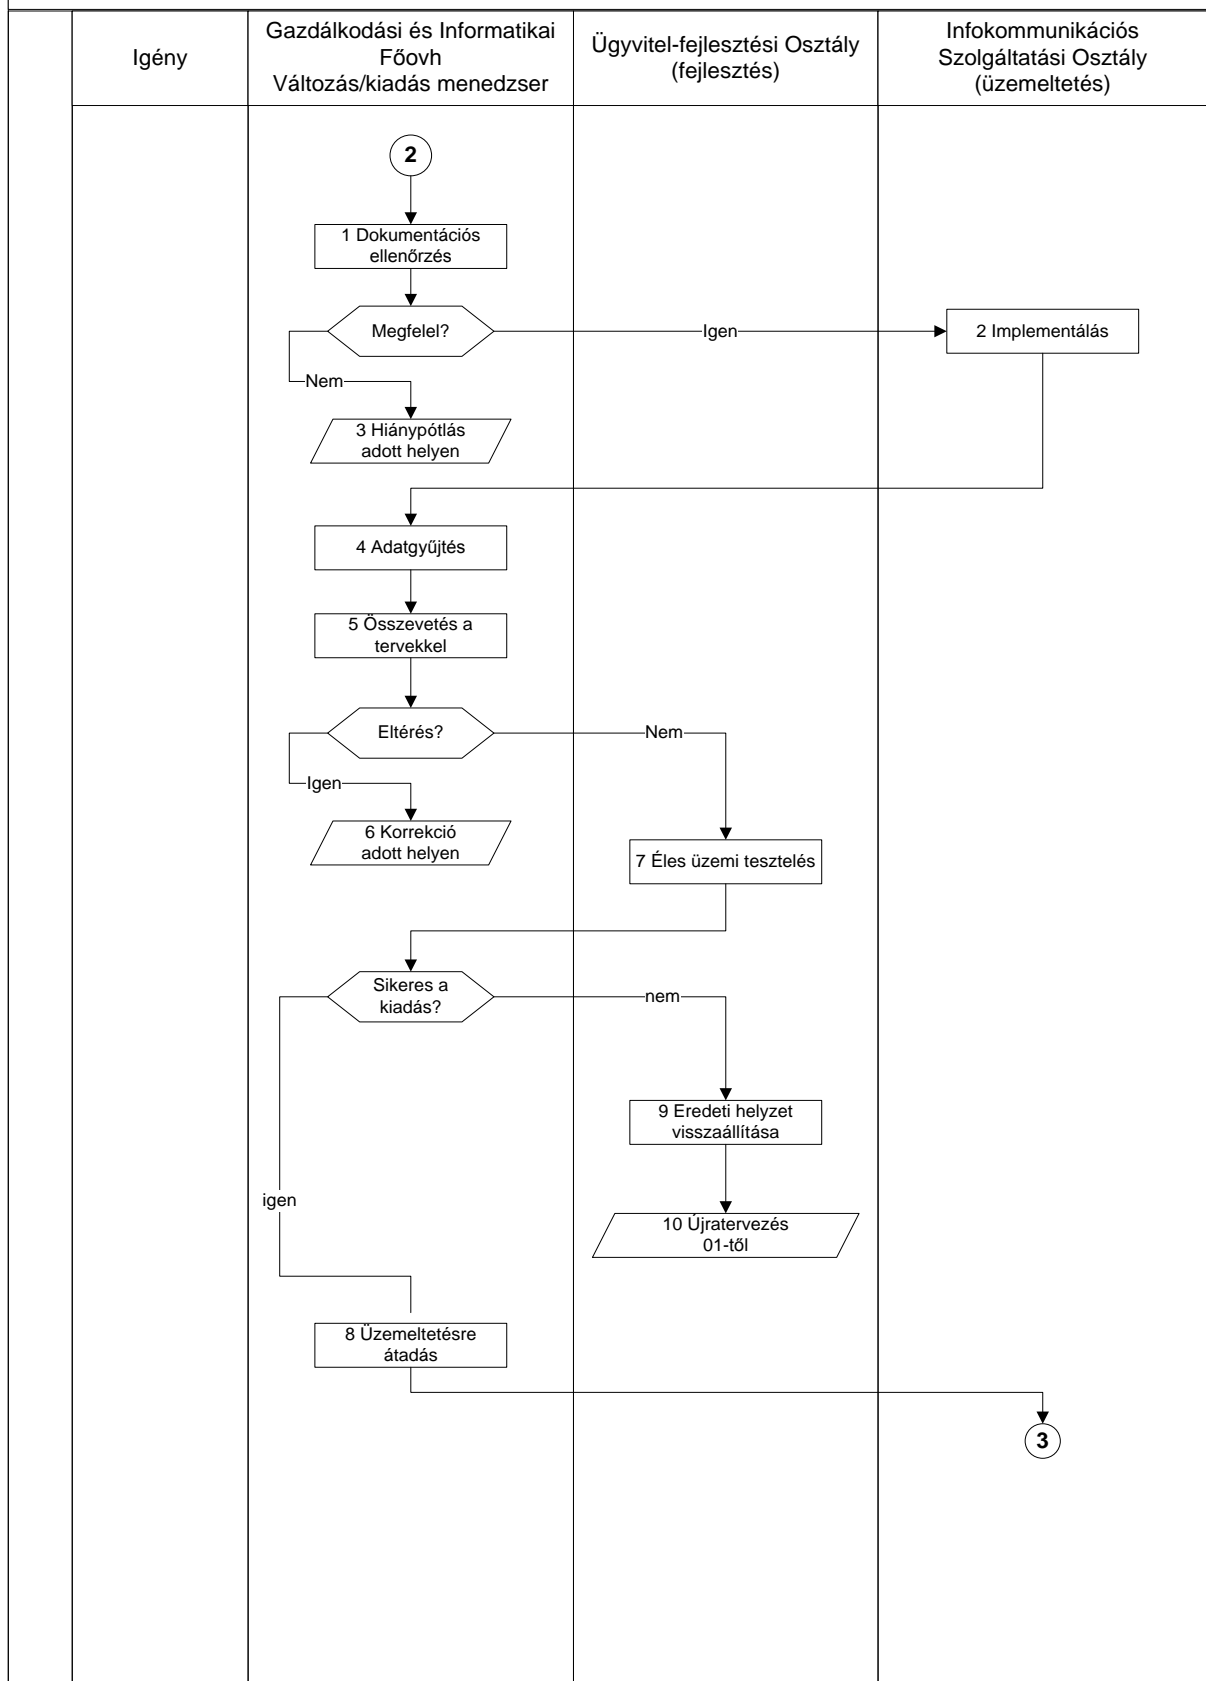 Igény
Gazdálkodási és Informatikai
Főovh
Változás/kiadás menedzser
Ügyvitel-fejlesztési Osztály
(fejlesztés)
Infokommunikációs
Szolgáltatási Osztály
(üzemeltetés)
2
1 Dokumentációs
ellenőrzés
Megfelel?
Igen
2 Implementálás
Nem
3 Hiánypótlás
adott helyen
4 Adatgyűjtés
5 Összevetés a
tervekkel
Eltérés?
Nem
Igen
6 Korrekció
adott helyen
7 Éles üzemi tesztelés
Sikeres a
kiadás?
nem
9 Eredeti helyzet
visszaállítása
igen
10 Újratervezés
01-től
8 Üzemeltetésre
átadás
3